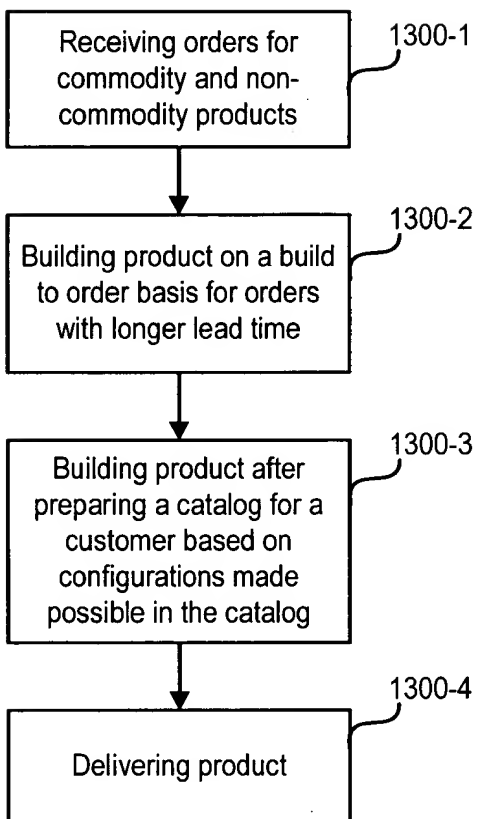 Receiving orders for
commodity and non-
commodity products
1300-1
Building product on a build
to order basis for orders
with longer lead time
1300-2
Building product after
preparing a catalog for a
customer based on
configurations made
possible in the catalog
1300-3
Delivering product
1300-4